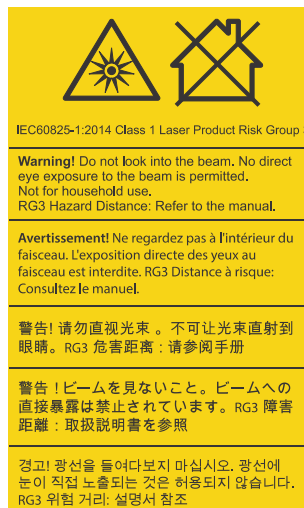 IEC60825-1:2014 Class 1 Laser Product Risk Group
Warning! Do not look into the beam. No direct
eye exposure to the beam is permitted.
Not for household use.
RG3 Hazard Distance: Refer to the manual.
Avertissement! Ne regardez pas à l'intérieur du
faisceau. L'exposition directe des yeux au
faisceau est interdite. RG3 Distance à risque:
Consultez le manuel.
警告! 请勿直视光束 。不可让光束直射到
眼睛。RG3 危害距离 : 请参阅手册
警告 ! ビームを見ないこと。ビームへの
直接暴露は禁止されています。RG3 障害
距離 : 取扱説明書を参照
경고! 광선을 들여다보지 마십시오. 광선에
눈이 직접 노출되는 것은 허용되지 않습니다.
RG3 위험 거리: 설명서 참조